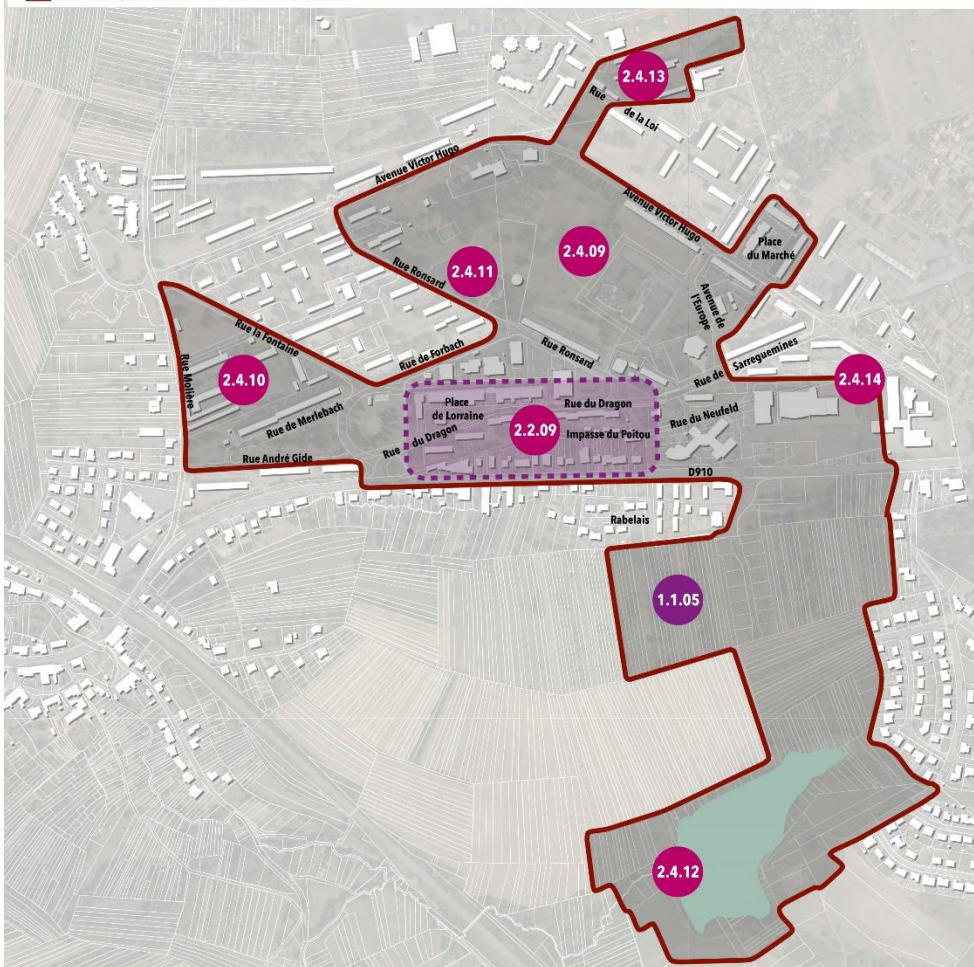 2.4.13
Rue
de la Loi
Avenue Victor Hugo
Avenue Victor Hugo
Place
du Marché
2.4.09
2.4.11
Rue Ronsard
Avenue de
l'Europe
Rue la Fontaine
Rue de Forbach
Rue Ronsard
Rue de
Sarreguemines
Rue Molière
2.4.10
2.4.14
Rue de Merlebach
Place
de Lorraine
Rue du Dragon
Rue du Neufeld
2.2.09
Rue
du Dragon
Impasse du Poitou
Rue André Gide
D910
Rabelais
1.1.05
2.4.12